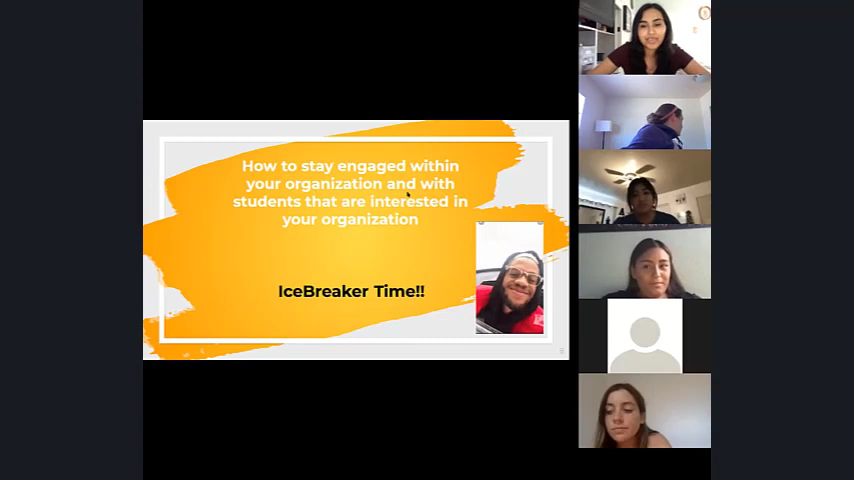 How to stay engaged within
your organization and with
students that are interested in
your organization
IceBreaker Time!!